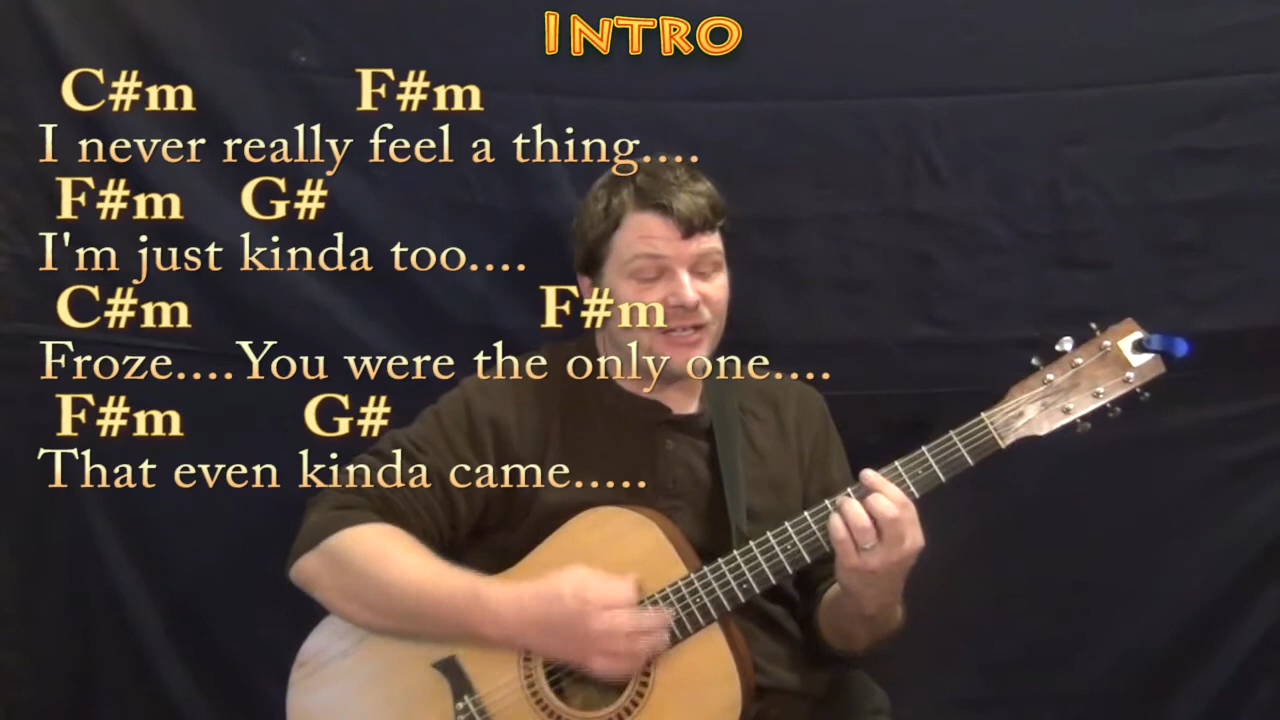 INTRO
C#m F#m
I never really feel a thing....
F#m G#
I'm just kinda too....
C#m F#m
Froze....You were the only one....
F#m G#
That even kinda came.....